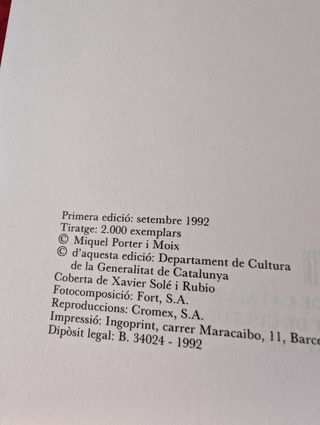 Primera edició: setembre 1992
Tiratge: 2.000 exemplars
© Miquel Porter i Moix
© d'aquesta edició: Departament de Cultura
de la Generalitat de Catalunya
Coberta de Xavier Solé i Rubio
Fotocomposició: Fort, S.A.
Reproduccions: Cromex, S.A.
Impressió: Ingoprint, carrer Maracaibo, 11,
Dipòsit legal: B. 34024 - 1992